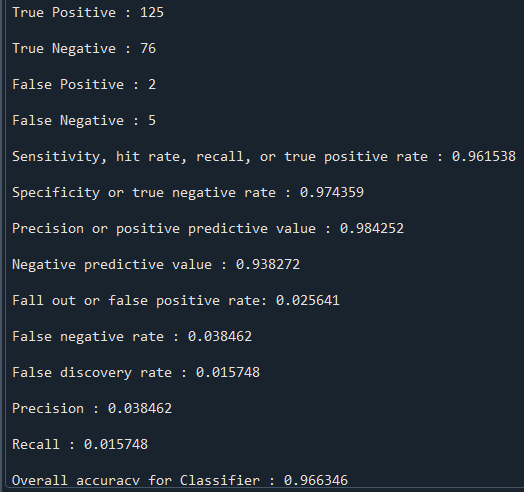 True Positive : 125
True Negative : 76
False Positive : 2
False Negative : 5
Sensitivity, hit rate, recall, or true positive rate : 0.961538
Specificity or true negative rate : 0.974359
Precision or positive predictive value : 0.984252
Negative predictive value : 0.938272
Fall out or false positive rate: 0.025641
False negative rate : 0.038462
False discovery rate : 0.015748
Precision : 0.038462
Recall : 0.015748
Overall accuracy for Classifier : 0.966346